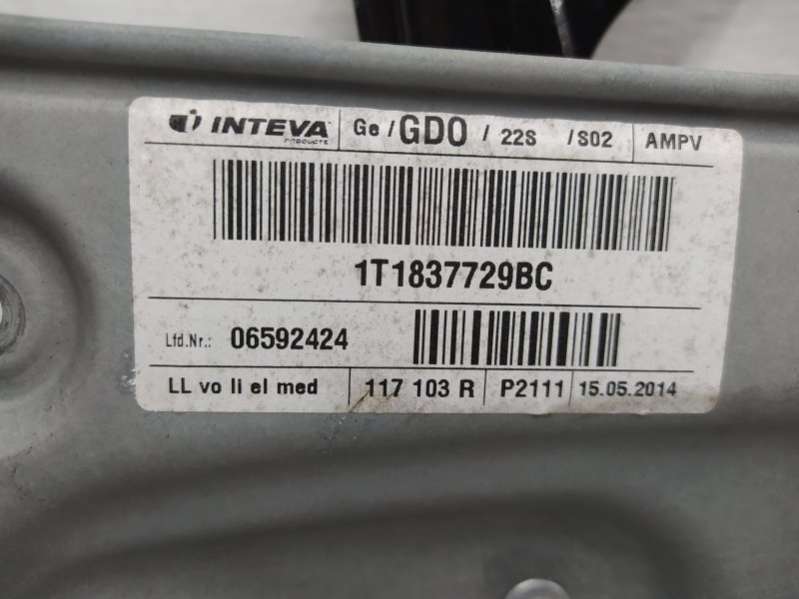 INTEVA PRODUCTS Ge / GDO / 22S /S02 AMPV
1T1837729BC
Lfd.Nr.: 06592424
LL vo li el med 117 103 R P2111 15.05.2014